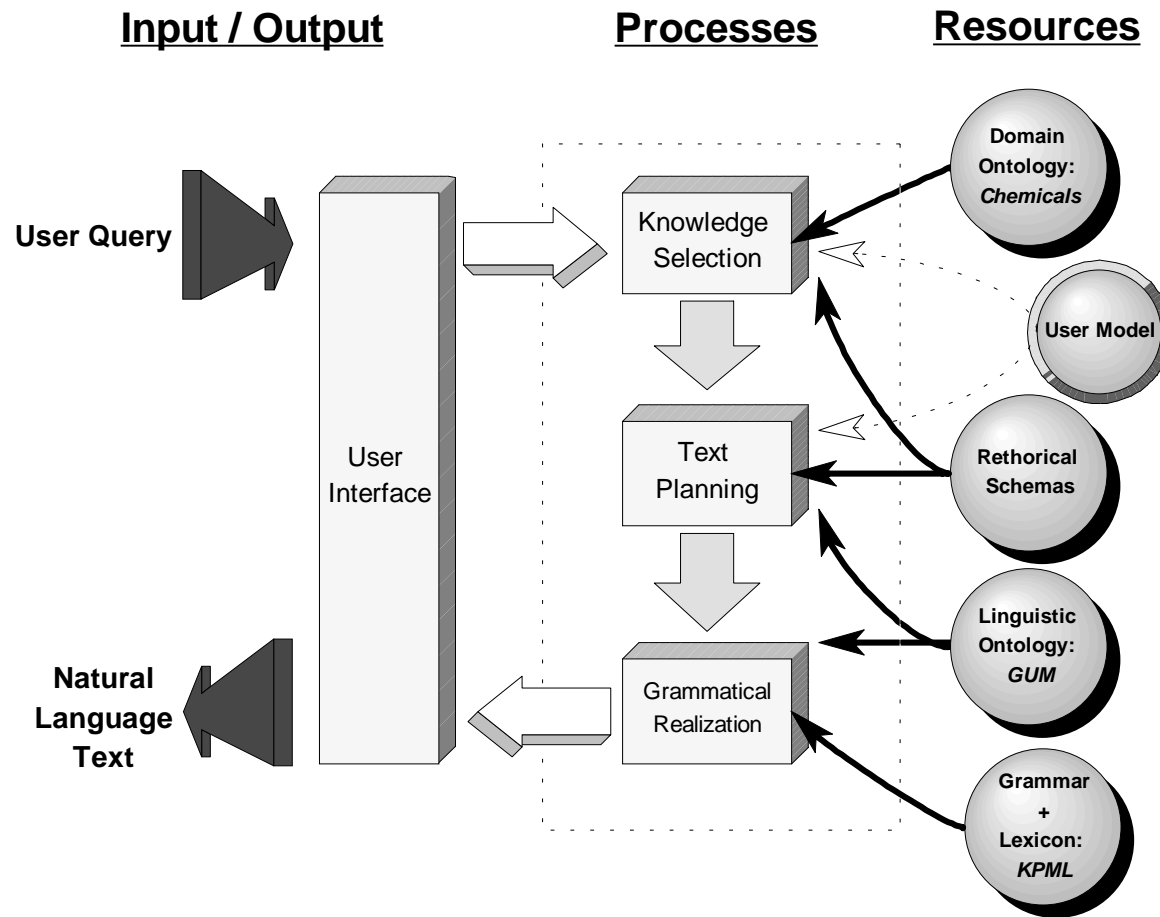 Input / Output
Processes
Resources
User Query
User
Interface
Natural
Language
Text
Knowledge
Selection
Text
Planning
Grammatical
Realization
Domain
Ontology:
Chemicals
User Model
Rethorical
Schemas
Linguistic
Ontology:
GUM
Grammar
+
Lexicon:
KPML